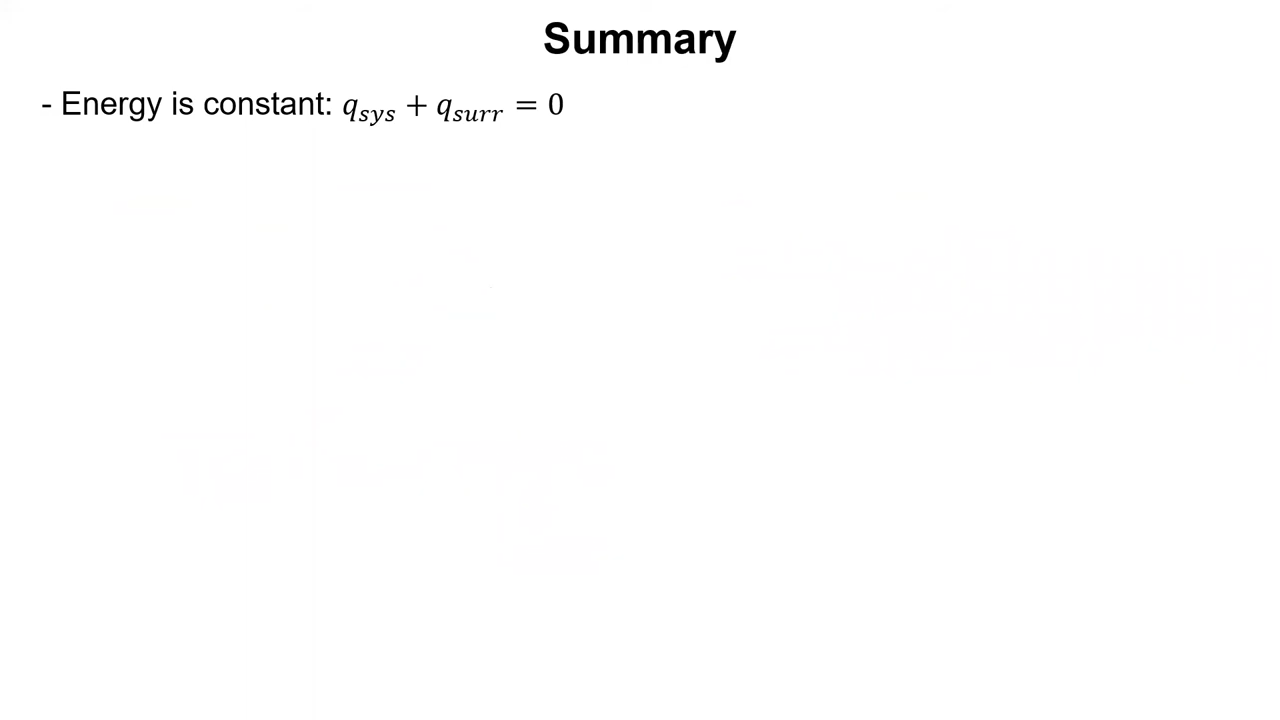 Summary
- Energy is constant: q_sys + q_surr = 0